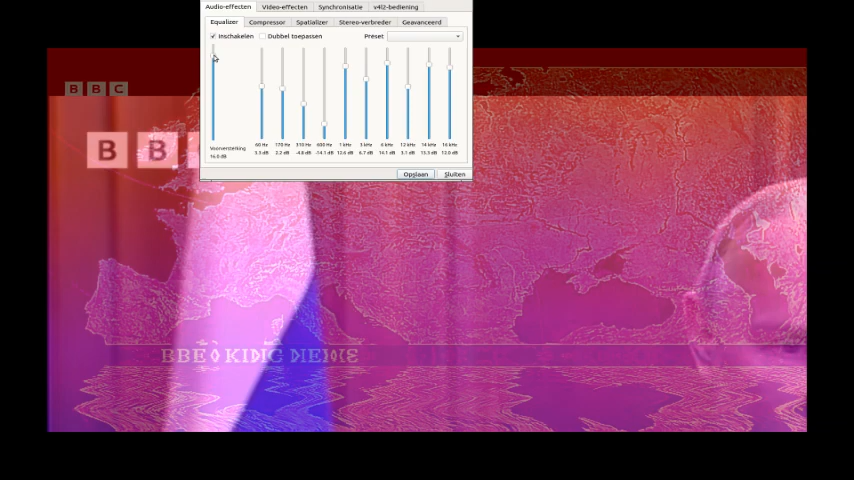 Audio-effecten Video-effecten Synchronisatie v4l2-bediening
Equalizer Compressor Spatializer Stereo-verbreder Geavanceerd
Inschakelen Dubbel toepassen Preset
Voorversterking
16.0 dB
60 Hz 170 Hz 310 Hz 600 Hz 1 kHz 3 kHz 6 kHz 12 kHz 14 kHz 16 kHz
3.3 dB 2.2 dB -4.8 dB -14.1 dB 12.6 dB 6.7 dB 14.1 dB 3.1 dB 13.3 dB 12.0 dB
Opslaan Sluiten
BBC
B B